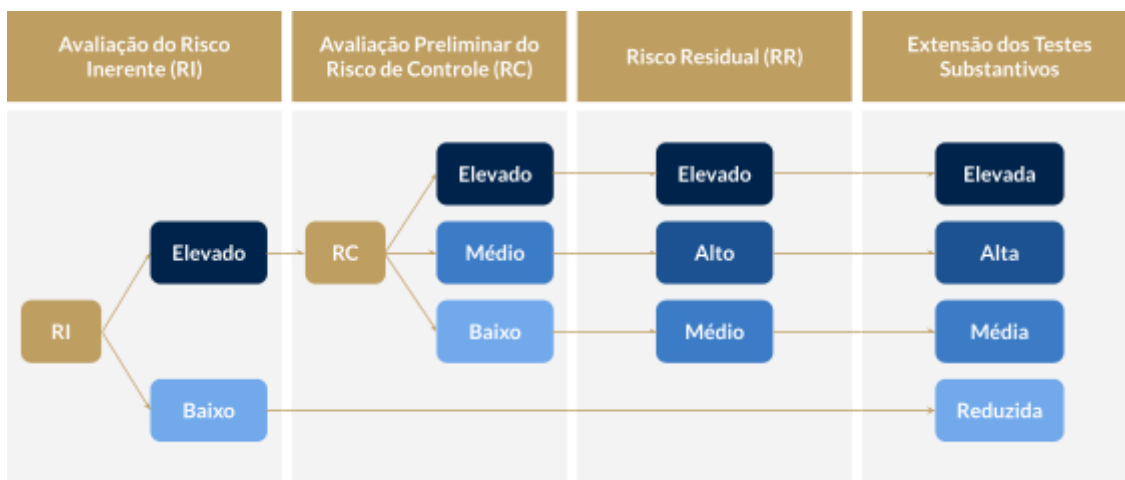 Avaliação do Risco
Inerente (RI)
Avaliação Preliminar do
Risco de Controle (RC)
Risco Residual (RR)
Extensão dos Testes
Substantivos
Elevado
Elevado
Elevada
Elevado
RC
Médio
Alto
Alta
RI
Baixo
Médio
Média
Baixo
Reduzida